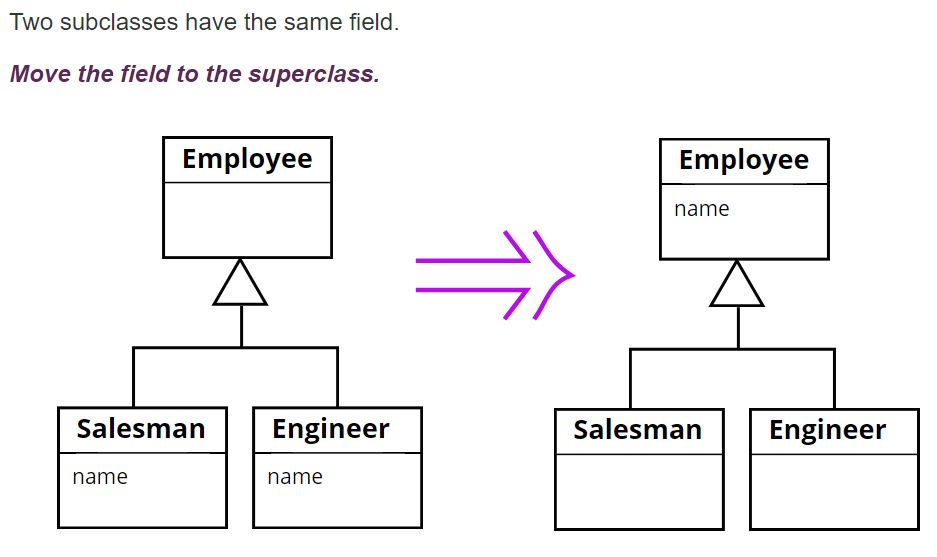 Two subclasses have the same field.
Move the field to the superclass.
Employee
Salesman
name
Engineer
name
Employee
name
Salesman
Engineer